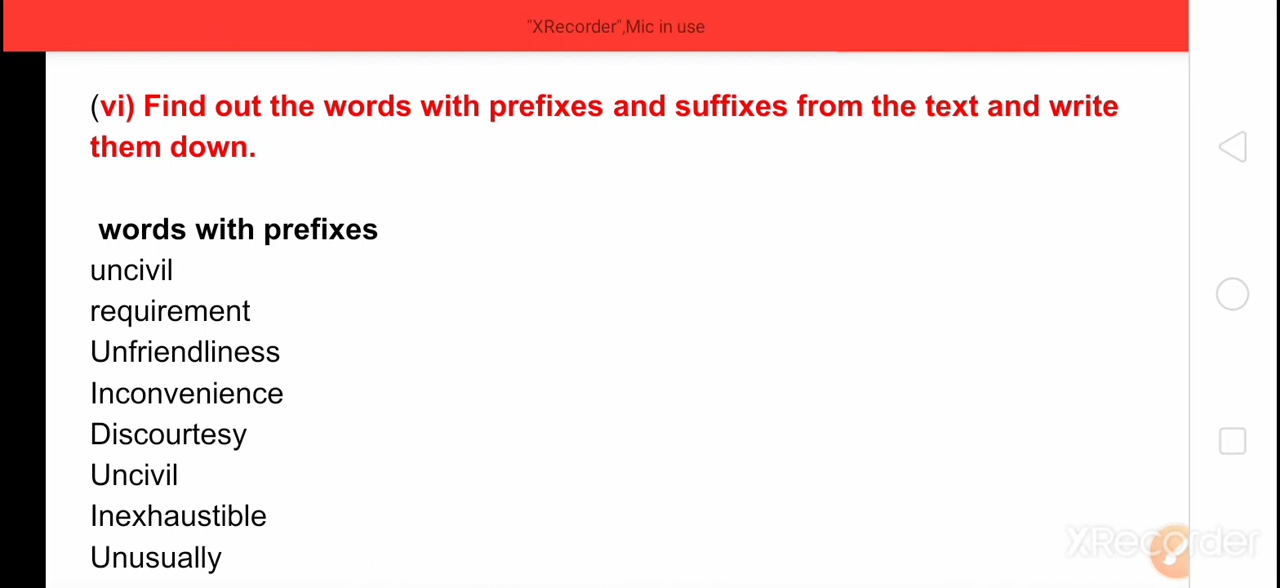 "XRecorder",Mic in use
(vi) Find out the words with prefixes and suffixes from the text and write
them down.
words with prefixes
uncivil
requirement
Unfriendliness
Inconvenience
Discourtesy
Uncivil
Inexhaustible
Unusually
XRecorder